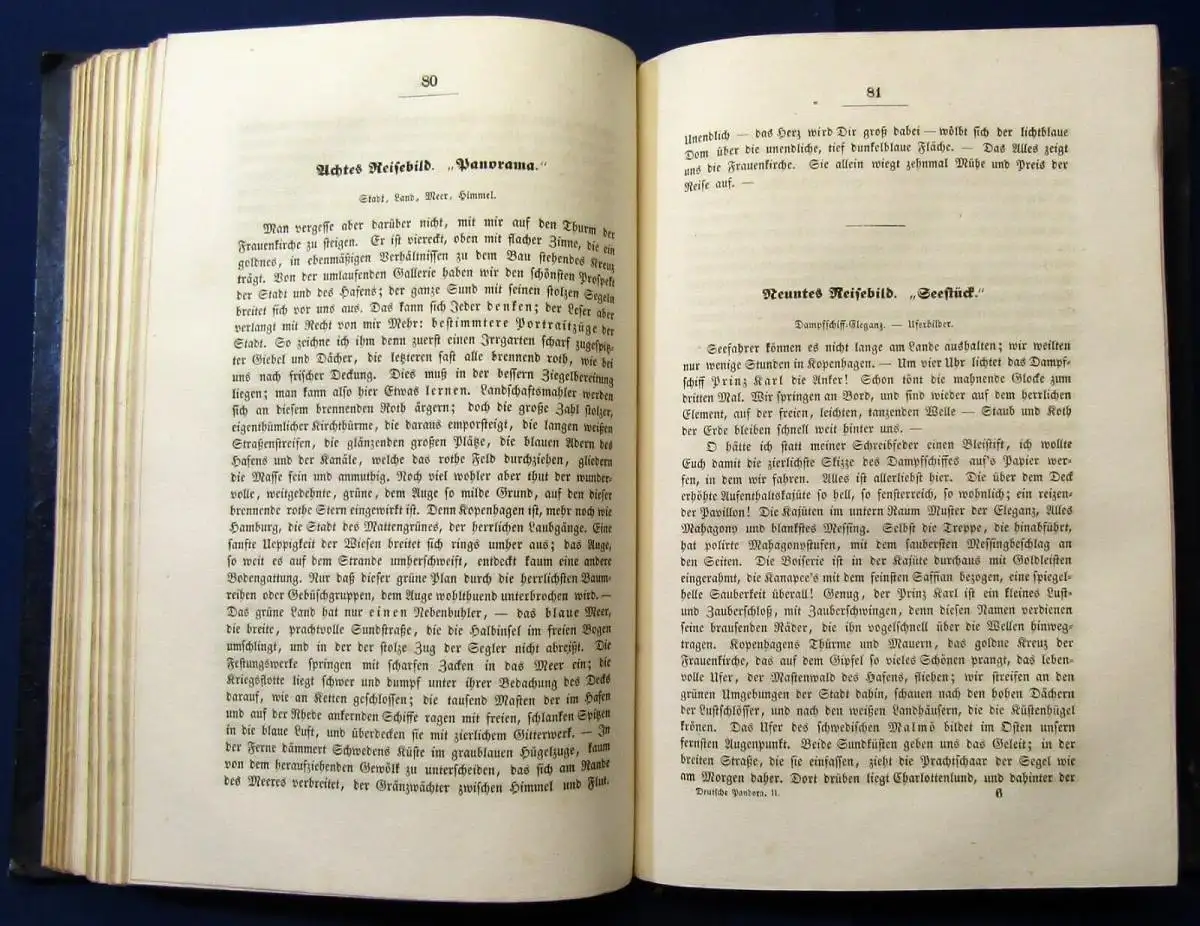 80
Achtes Reisebild. „Panorama."
Stadt, Land, Meer, Himmel.
Man vergesse aber darüber nicht, mit mir auf den Thurm der
Frauenkirche zu steigen. Er ist viereckt, oben mit flacher Zinne, die ein
goldnes, in ebenmäßigen Verhältnissen zu dem Bau stehendes Kreuz
trägt. Von der umlaufenden Gallerie haben wir den schönsten Prospekt
der Stadt und des Hafens; der ganze Sund mit seinen stolzen Segeln
breitet sich vor uns aus. Das kann sich Jeder denken; der Leser aber
verlangt mit Recht von mir Mehr: bestimmtere Portraitzüge der
Stadt. So zeichne ich ihm denn zuerst einen Irrgarten scharf zugespitz-
ter Giebel und Dächer, die letzteren fast alle brennend roth, wie bei
uns nach frischer Deckung. Dies muß in der bessern Ziegelbereitung
liegen; man kann also hier Etwas lernen. Landschaftsmahler werden
sich an diesem brennenden Roth ärgern; doch die große Zahl stolzer,
eigenthümlicher Kirchthürme, die daraus emporsteigt, die langen weißen
Straßenstreifen, die glänzenden großen Plätze, die blauen Adern des
Hafens und der Kanäle, welche das rothe Feld durchziehen, gliedern
die Masse fein und anmuthig. Noch viel wohler aber thut der wunder-
volle, weitgedehnte, grüne, dem Auge so milde Grund, auf den dieser
brennende rothe Stern eingewirkt ist. Denn Kopenhagen ist, mehr noch wie
Hamburg, die Stadt des Mattengrünes, der herrlichen Laubgänge. Eine
sanfte Ueppigkeit der Wiesen breitet sich rings umher aus; das Auge,
so weit es auf dem Strande umherschweift, entdeckt kaum eine andre
Bodengattung. Nur daß dieser grüne Plan durch die herrlichsten Baum-
reihen oder Gebüschgruppen, dem Auge wohlthuend unterbrochen wird. —
Das grüne Land hat nur einen Nebenbuhler, — das blaue Meer,
die breite, prachtvolle Sundstraße, die die Halbinsel im freien Bogen
umschlingt, und in der der stolze Zug der Segler nicht abreißt. Die
Festungswerke springen mit scharfen Zacken in das Meer ein; die
Kriegsflotte liegt schwer und dumpf unter ihrer Bedachung des Decks
darauf, wie an Ketten geschlossen; die tausend Masten der im Hafen
und auf der Rhede ankernden Schiffe ragen mit freien, schlanken Spitzen
in die blaue Luft, und überdecken sie mit zierlichem Gitterwerk. — In
der Ferne dämmert Schwedens Küste im graublauen Hügelzuge, kaum
von dem heraufziehenden Gewölk zu unterscheiden, das sich am Rande
des Meeres verbreitet, der Gränzwächter zwischen Himmel und Flut.
81
Unendlich — das Herz wird Dir groß dabei — wölbt sich der lichtblaue
Dom über die unendliche, tief dunkelblaue Fläche. — Das Alles zeigt
uns die Frauenkirche. Sie allein wiegt zehnmal Mühe und Preis der
Reise auf. —
Neuntes Reisebild. „Seestück."
Dampfschiff-Eleganz. — Uferbilder.
Seefahrer können es nicht lange am Lande aushalten; wir weilten
nur wenige Stunden in Kopenhagen. — Um vier Uhr lichtet das Dampf-
schiff Prinz Karl die Anker! Schon tönt die mahnende Glocke zum
dritten Mal. Wir springen an Bord, und sind wieder auf dem herrlichen
Element, auf der freien, leichten, tanzenden Welle — Staub und Koth
der Erde bleiben schnell weit hinter uns. —
O hätte ich statt meiner Schreibfeder einen Bleistift, ich wollte
Euch damit die zierlichste Skizze des Dampfschiffes auf's Papier wer-
fen, in dem wir fahren. Alles ist allerliebst hier. Die über dem Deck
erhöhte Aufenthaltskajüte so hell, so fensterreich, so wohnlich; ein reizen-
der Pavillon! Die Kajüten im untern Raum Muster der Eleganz, Alles
Mahagony und blankstes Messing. Selbst die Treppe, die hinabführt,
hat polirte Mahagonystufen, mit dem saubersten Messingbeschlag an
den Seiten. Die Boiserie ist in der Kajüte durchaus mit Goldleisten
eingerahmt, die Kanapee's mit dem feinsten Saffian bezogen, eine spiegel-
helle Sauberkeit überall! Genug, der Prinz Karl ist ein kleines Lust-
und Zauberschloß, mit Zauberschwingen, denn diesen Namen verdienen
seine brausenden Räder, die ihn vogelschnell über die Wellen hinweg-
tragen. Kopenhagens Thürme und Mauern, das goldne Kreuz der
Frauenkirche, das auf dem Gipfel so vieles Schönen prangt, das leben-
volle Ufer, der Mastenwald des Hafens, fliehen; wir streifen an den
grünen Umgebungen der Stadt dahin, schauen nach den hohen Dächern
der Lustschlösser, und nach den weißen Landhäusern, die die Küstenhügel
krönen. Das Ufer des schwedischen Malmö bildet im Osten unsern
fernsten Augenpunkt. Beide Sundküsten geben uns das Geleit; in der
breiten Straße, die sie einfassen, zieht die Prachtschaar der Segel wie
am Morgen daher. Dort drüben liegt Charlottenlund, und dahinter der
Deutsche Pandora. II. 6